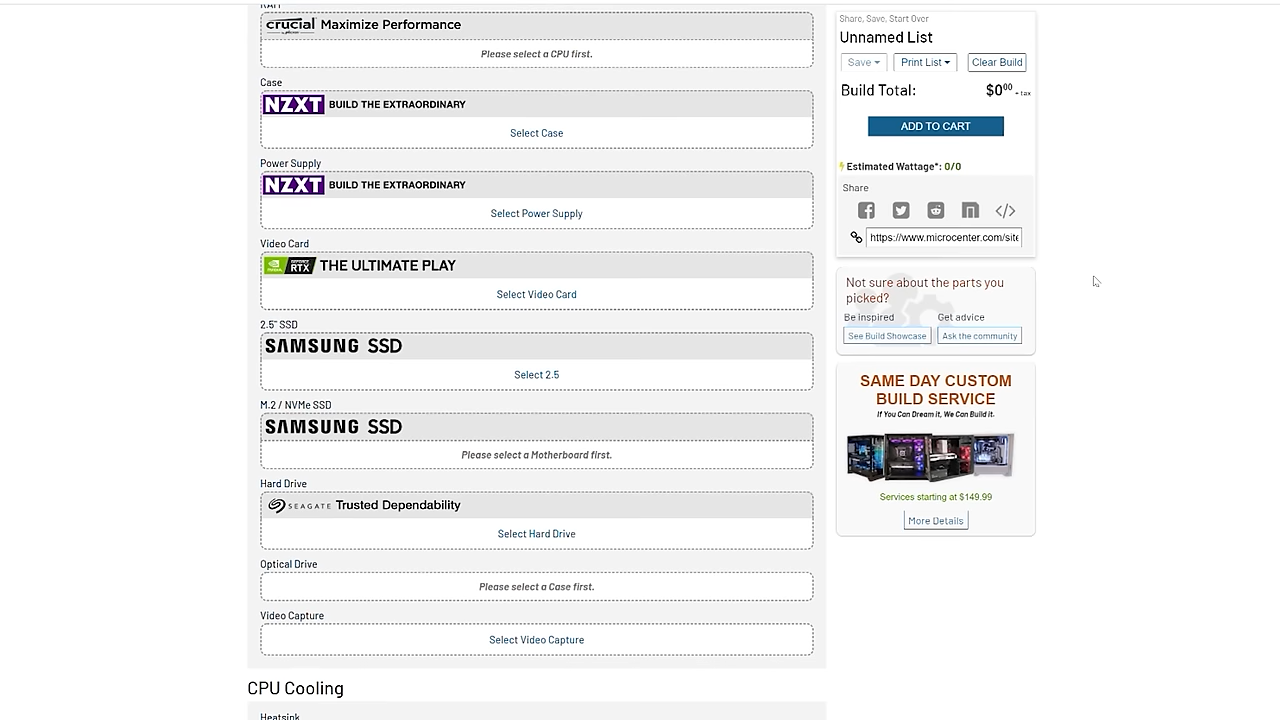 RAM
crucial Maximize Performance
Please select a CPU first.
Case
NZXT BUILD THE EXTRAORDINARY
Select Case
Power Supply
NZXT BUILD THE EXTRAORDINARY
Select Power Supply
Video Card
NVIDIA GEFORCE RTX THE ULTIMATE PLAY
Select Video Card
2.5" SSD
SAMSUNG SSD
Select 2.5
M.2 / NVMe SSD
SAMSUNG SSD
Please select a Motherboard first.
Hard Drive
SEAGATE Trusted Dependability
Select Hard Drive
Optical Drive
Please select a Case first.
Video Capture
Select Video Capture
CPU Cooling
Heatsink
Share, Save, Start Over
Unnamed List
Save Print List Clear Build
Build Total: $000 + tax
ADD TO CART
Estimated Wattage*: 0/0
Share
https://www.microcenter.com/site
Not sure about the parts you
picked?
Be inspired Get advice
See Build Showcase Ask the community
SAME DAY CUSTOM
BUILD SERVICE
If You Can Dream it, We Can Build it.
Services starting at $149.99
More Details